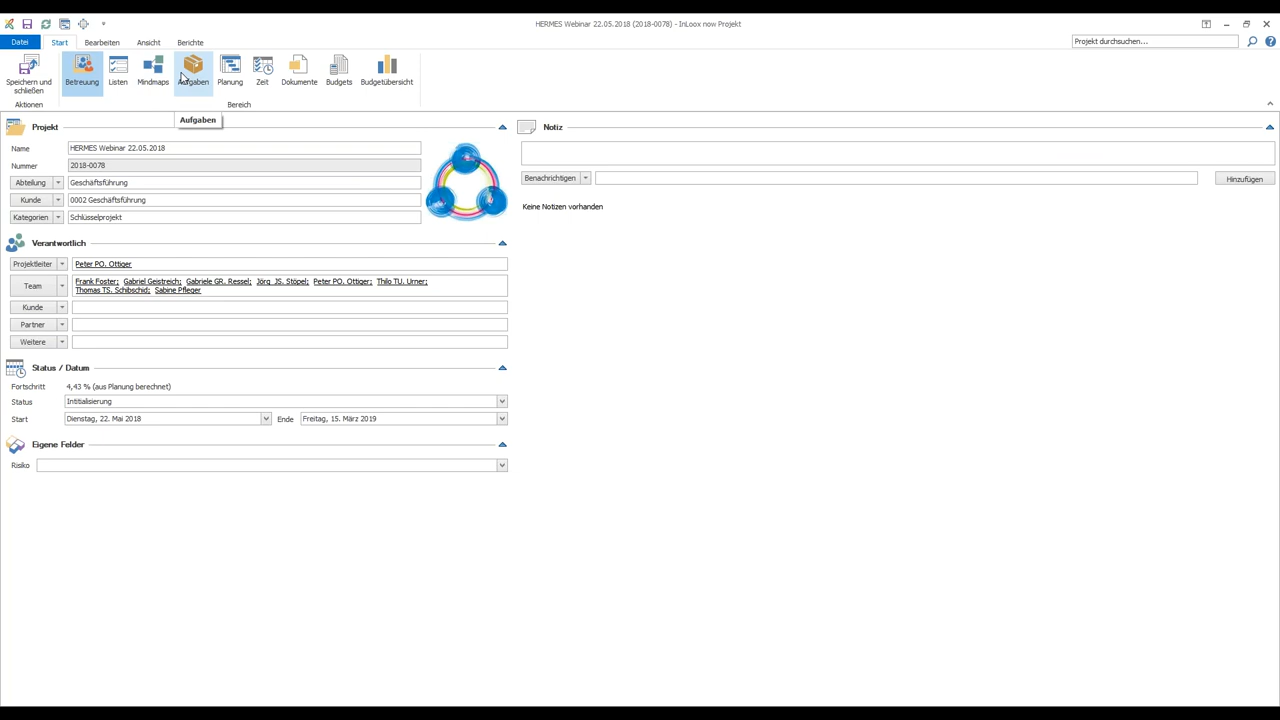 HERMES Webinar 22.05.2018 (2018-0078) - InLoox now Projekt
Datei Start Bearbeiten Ansicht Berichte
Projekt durchsuchen...
Speichern und schließen
Betreuung
Listen
Mindmaps
Aufgaben
Planung
Zeit
Dokumente
Budgets
Budgetübersicht
Aktionen
Bereich
Aufgaben
Projekt
Name HERMES Webinar 22.05.2018
Nummer 2018-0078
Abteilung Geschäftsführung
Kunde 0002 Geschäftsführung
Kategorien Schlüsselprojekt
Verantwortlich
Projektleiter Peter PO. Ottiger
Team Frank Foster; Gabriel Geistreich; Gabriele GR. Ressel; Jörg JS. Stöpel; Peter PO. Ottiger; Thilo TU. Urner;
Thomas TS. Schibschid; Sabine Pfleger
Kunde
Partner
Weitere
Status / Datum
Fortschritt 4,43 % (aus Planung berechnet)
Status Intitialisierung
Start Dienstag, 22. Mai 2018 Ende Freitag, 15. März 2019
Eigene Felder
Risiko
Notiz
Benachrichtigen Hinzufügen
Keine Notizen vorhanden